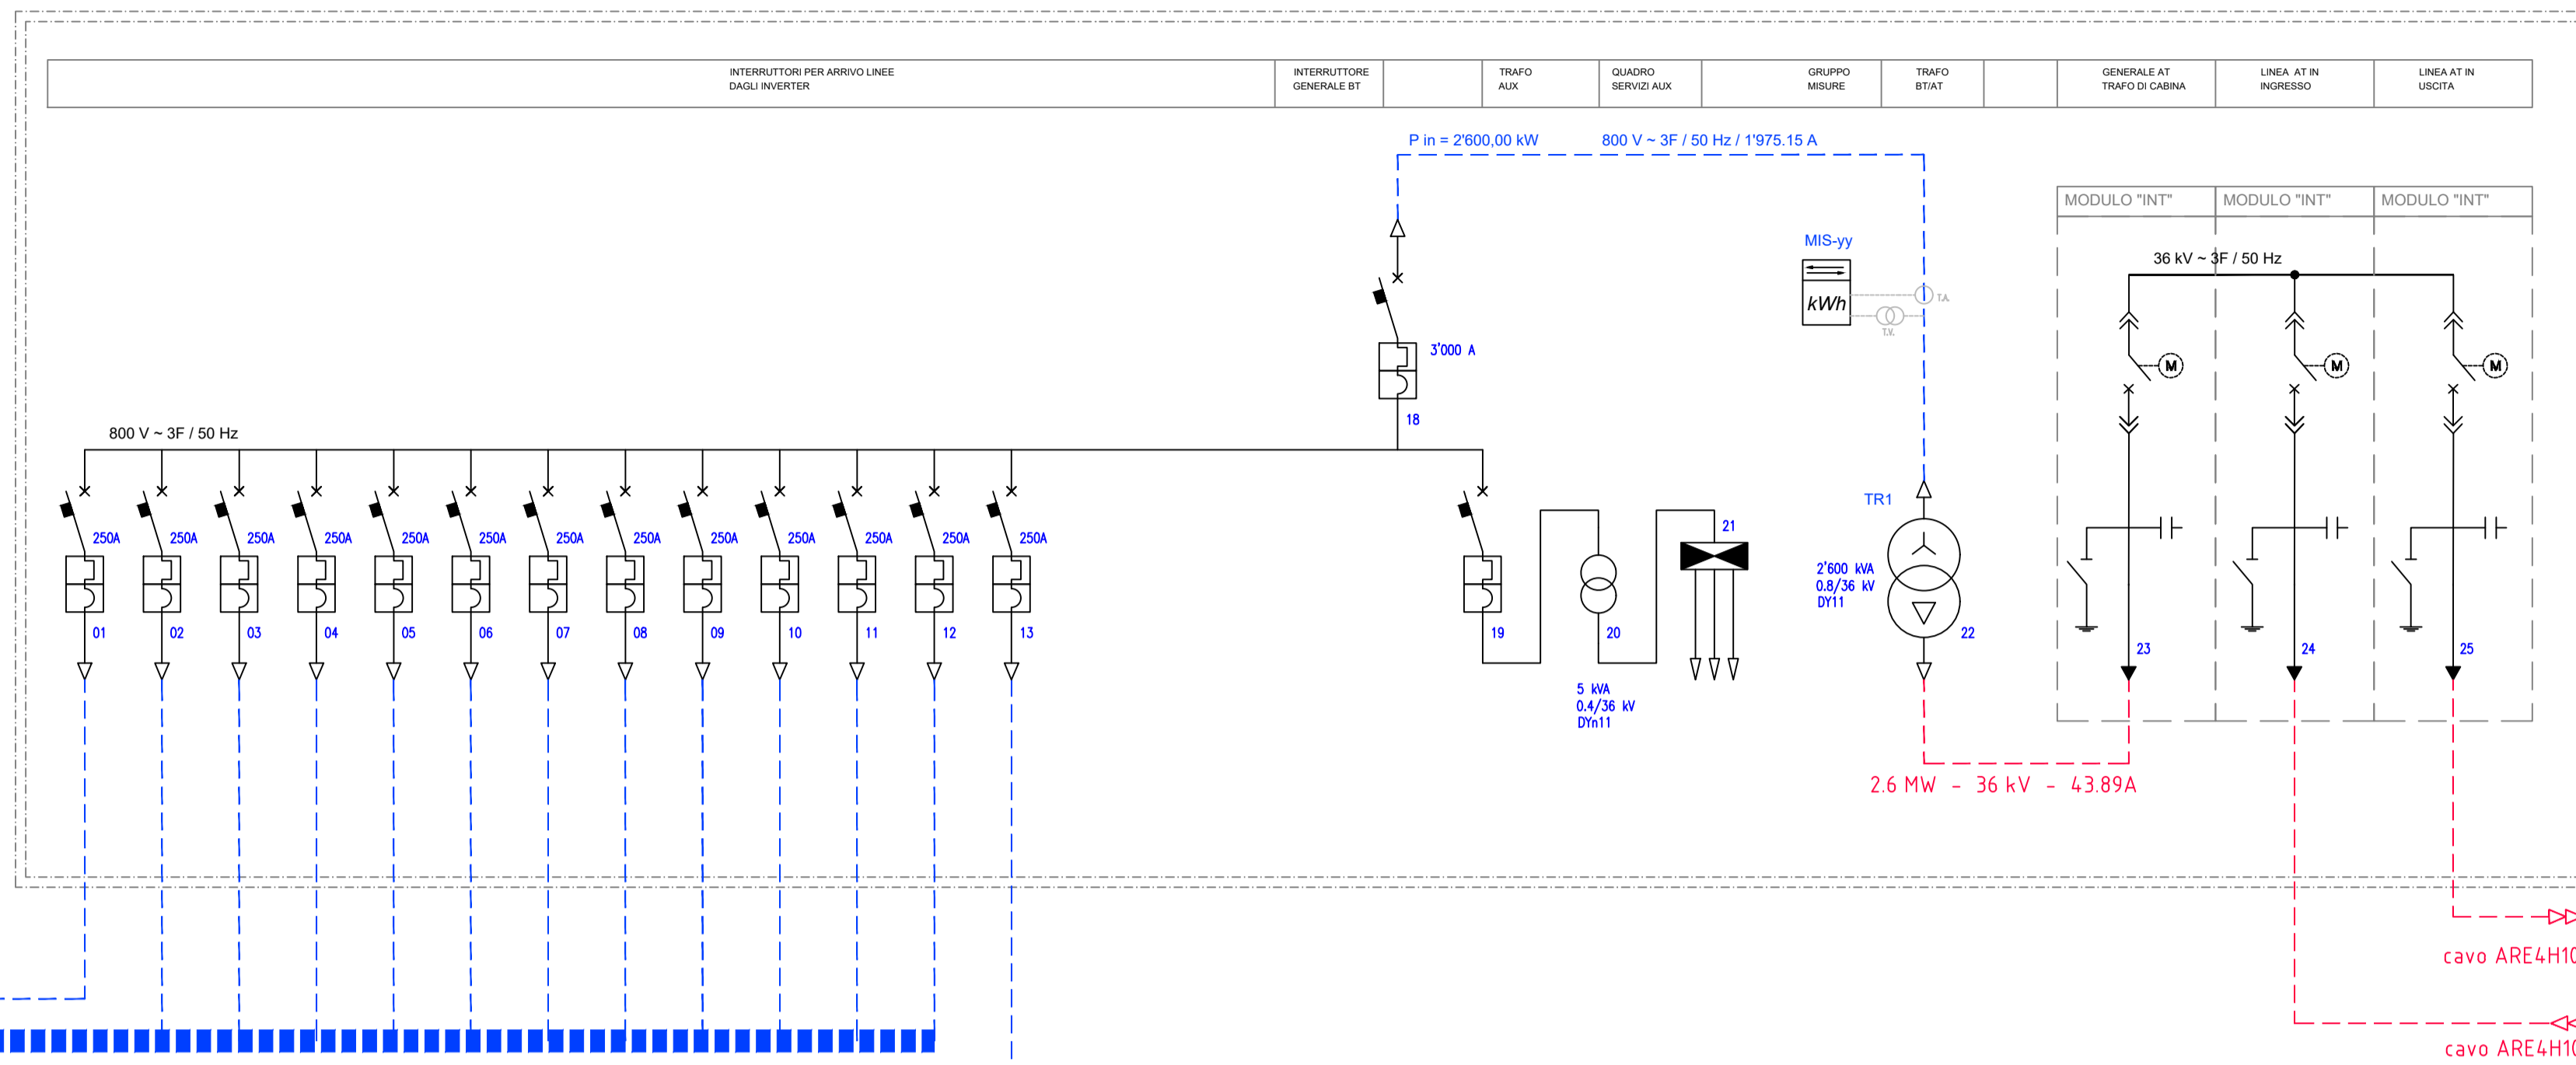 INTERRUTTORI PER ARRIVO LINEE
DAGLI INVERTER
INTERRUTTORE
GENERALE BT
TRAFO
AUX
QUADRO
SERVIZI AUX
GRUPPO
MISURE
TRAFO
BT/AT
GENERALE AT
TRAFO DI CABINA
LINEA AT IN
INGRESSO
LINEA AT IN
USCITA
P in = 2'600,00 kW
800 V ~ 3F / 50 Hz / 1'975.15 A
MODULO "INT"
MODULO "INT"
MODULO "INT"
MIS-yy
kWh
T.A.
T.V.
36 kV ~ 3F / 50 Hz
M
M
M
3'000 A
18
800 V ~ 3F / 50 Hz
250A
250A
250A
250A
250A
250A
250A
250A
250A
250A
250A
250A
250A
01
02
03
04
05
06
07
08
09
10
11
12
13
19
20
21
5 kVA
0.4/36 kV
DYn11
TR1
2'600 kVA
0.8/36 kV
DY11
22
23
24
25
2.6 MW - 36 kV - 43.89A
cavo ARE4H10
cavo ARE4H10